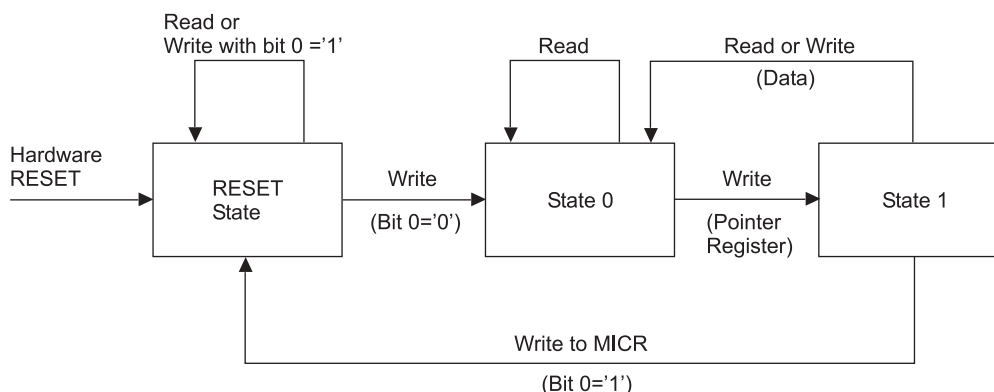 Read or
Write with bit 0 ='1'
Read
Read or Write
(Data)
Hardware
RESET
RESET
State
Write
(Bit 0='0')
State 0
Write
(Pointer
Register)
State 1
Write to MICR
(Bit 0='1')